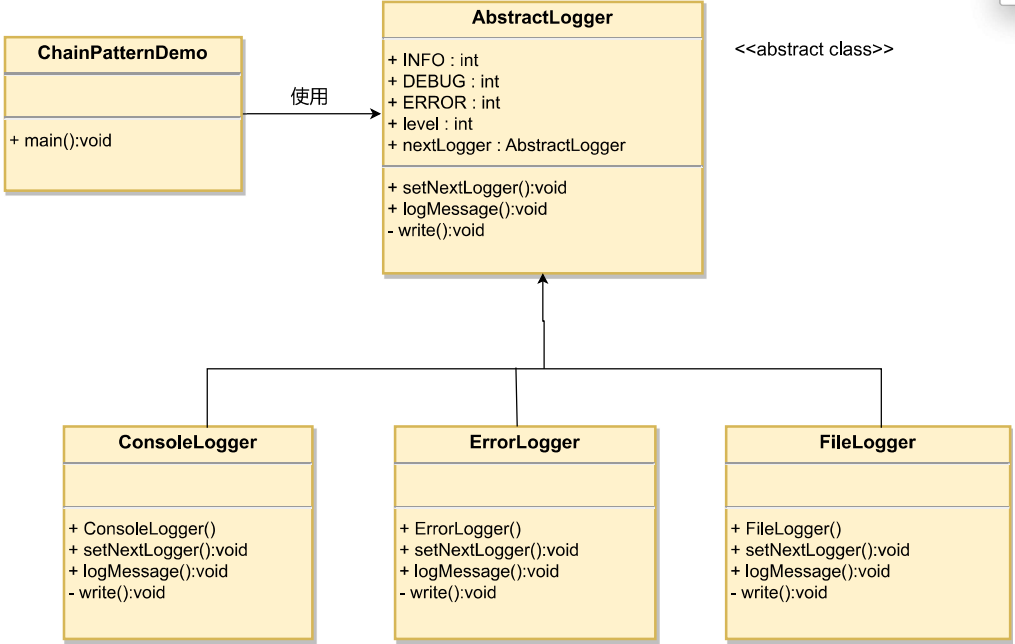 ChainPatternDemo
+ main():void
使用
AbstractLogger
+ INFO : int
+ DEBUG : int
+ ERROR : int
+ level : int
+ nextLogger : AbstractLogger
+ setNextLogger():void
+ logMessage():void
- write():void
<<abstract class>>
ConsoleLogger
+ ConsoleLogger()
+ setNextLogger():void
+ logMessage():void
- write():void
ErrorLogger
+ ErrorLogger()
+ setNextLogger():void
+ logMessage():void
- write():void
FileLogger
+ FileLogger()
+ setNextLogger():void
+ logMessage():void
- write():void